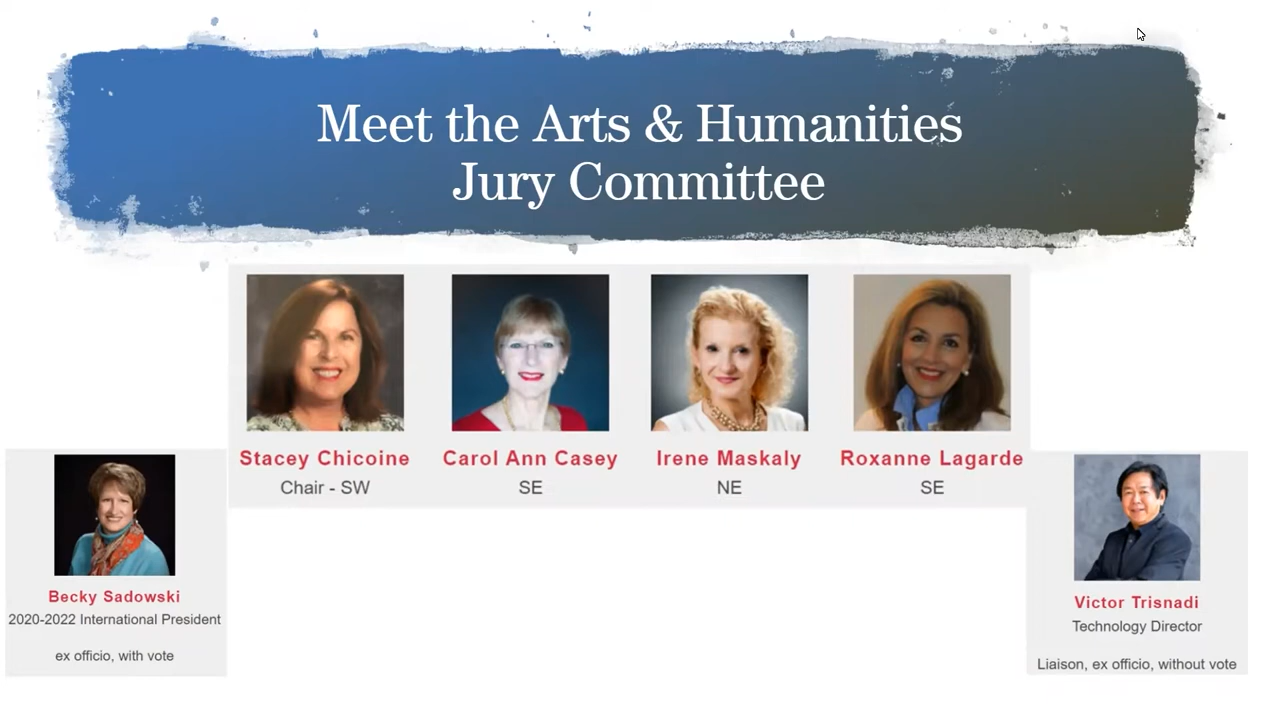 Meet the Arts & Humanities
Jury Committee
Stacey Chicoine
Chair - SW
Carol Ann Casey
SE
Irene Maskaly
NE
Roxanne Lagarde
SE
Becky Sadowski
2020-2022 International President
ex officio, with vote
Victor Trisnadi
Technology Director
Liaison, ex officio, without vote